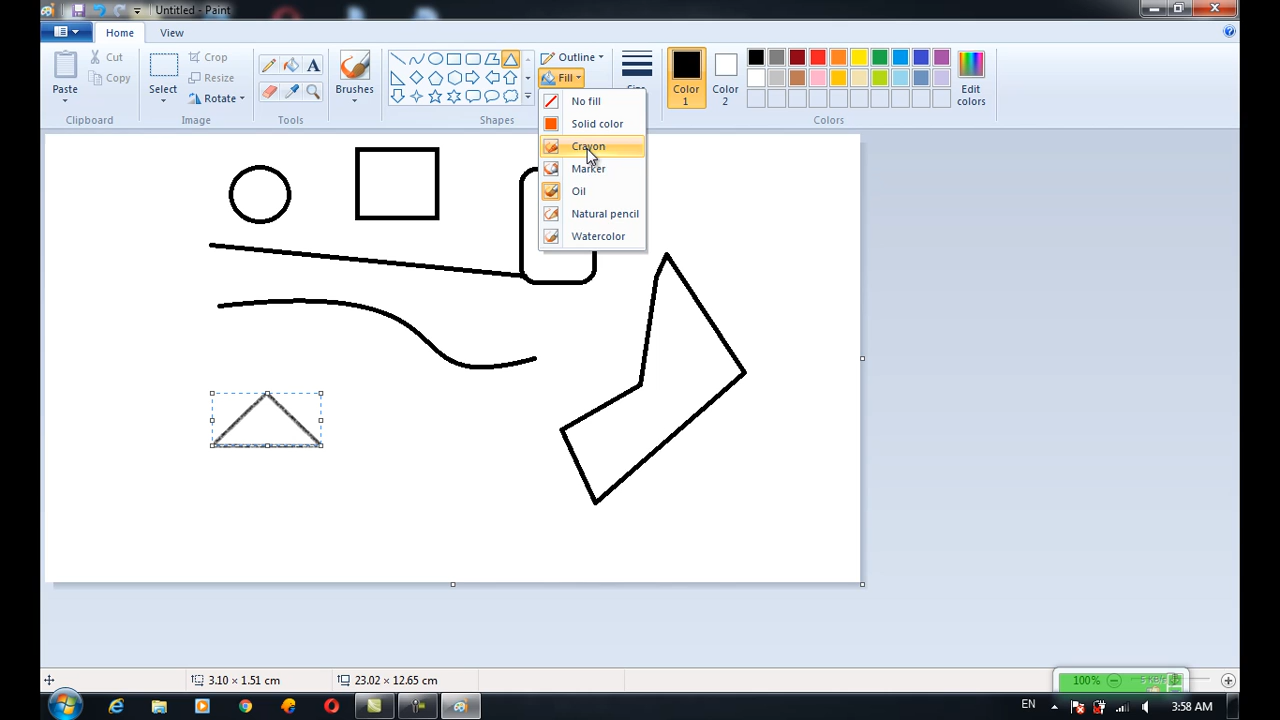 Untitled - Paint
Home
View
Paste
Cut
Copy
Clipboard
Select
Crop
Resize
Rotate
Image
A
Tools
Brushes
Shapes
Outline
Fill
No fill
Solid color
Crayon
Marker
Oil
Natural pencil
Watercolor
Color
1
Color
2
Edit
colors
Colors
3.10 × 1.51 cm
23.02 × 12.65 cm
100%
EN
3:58 AM